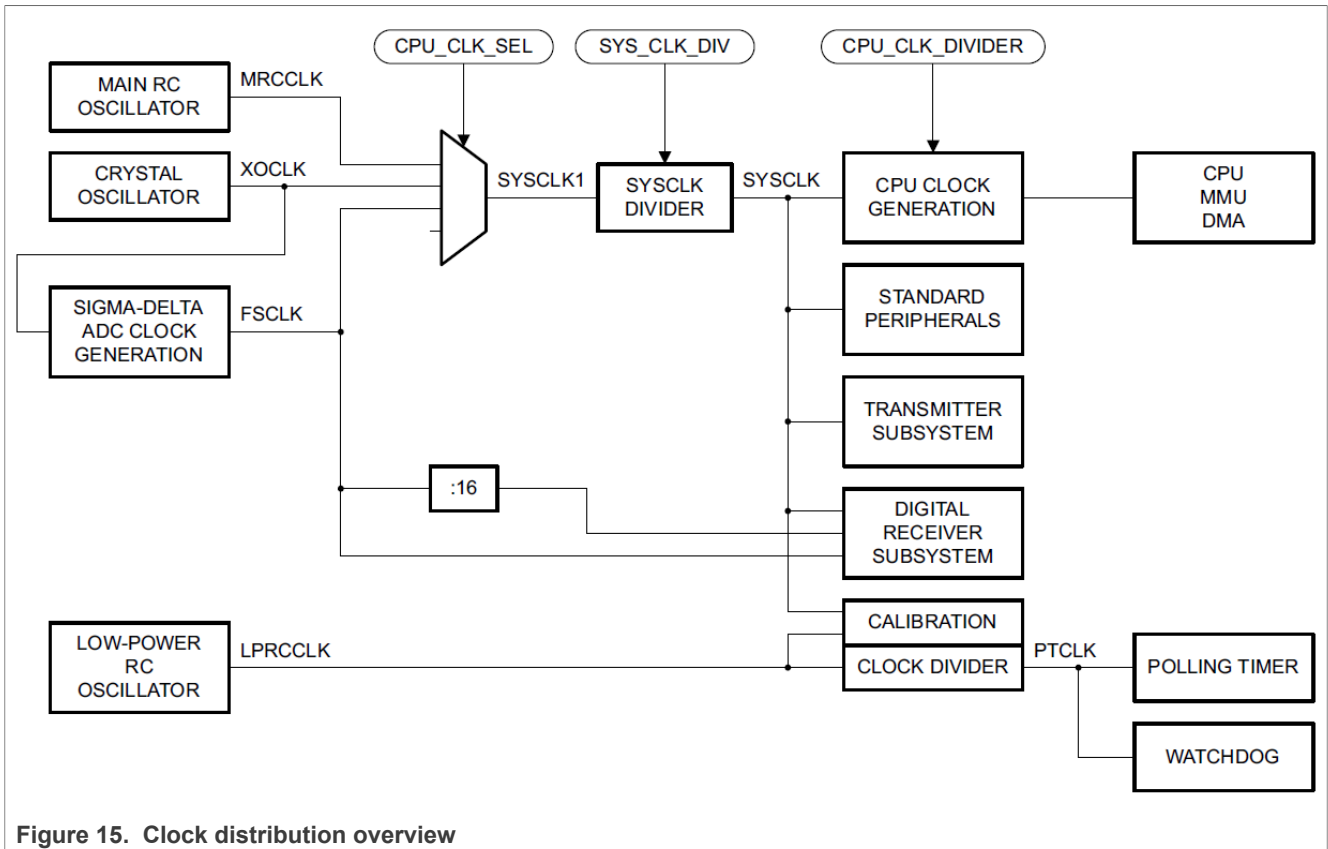 CPU_CLK_SEL
SYS_CLK_DIV
CPU_CLK_DIVIDER
MAIN RC
OSCILLATOR
MRCCLK
CRYSTAL
OSCILLATOR
XOCLK
SYSCLK1
SYSCLK
DIVIDER
SYSCLK
CPU CLOCK
GENERATION
CPU
MMU
DMA
SIGMA-DELTA
ADC CLOCK
GENERATION
FSCLK
STANDARD
PERIPHERALS
TRANSMITTER
SUBSYSTEM
:16
DIGITAL
RECEIVER
SUBSYSTEM
LOW-POWER
RC
OSCILLATOR
LPRCCLK
CALIBRATION
CLOCK DIVIDER
PTCLK
POLLING TIMER
WATCHDOG
Figure 15. Clock distribution overview